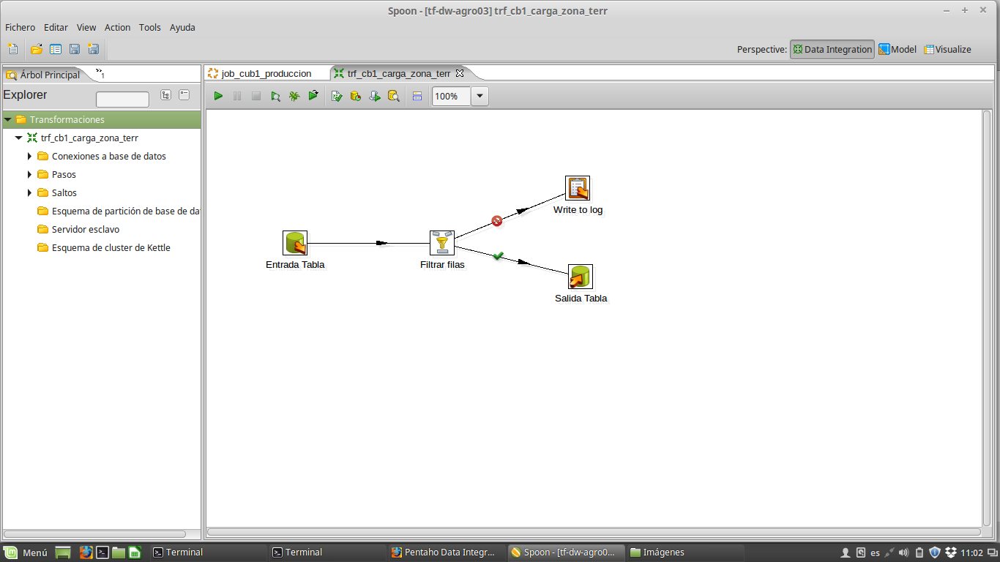 Spoon - [tf-dw-agro03] trf_cb1_carga_zona_terr
Fichero Editar View Action Tools Ayuda
Perspective: Data Integration Model Visualize
Árbol Principal 1
job_cub1_produccion trf_cb1_carga_zona_terr
Explorer
100%
Transformaciones
trf_cb1_carga_zona_terr
Conexiones a base de datos
Pasos
Saltos
Esquema de partición de base de da
Servidor esclavo
Esquema de cluster de Kettle
Write to log
Entrada Tabla
Filtrar filas
Salida Tabla
Menú Terminal Terminal Pentaho Data Integr... Spoon - [tf-dw-agro0... Imágenes es 11:02